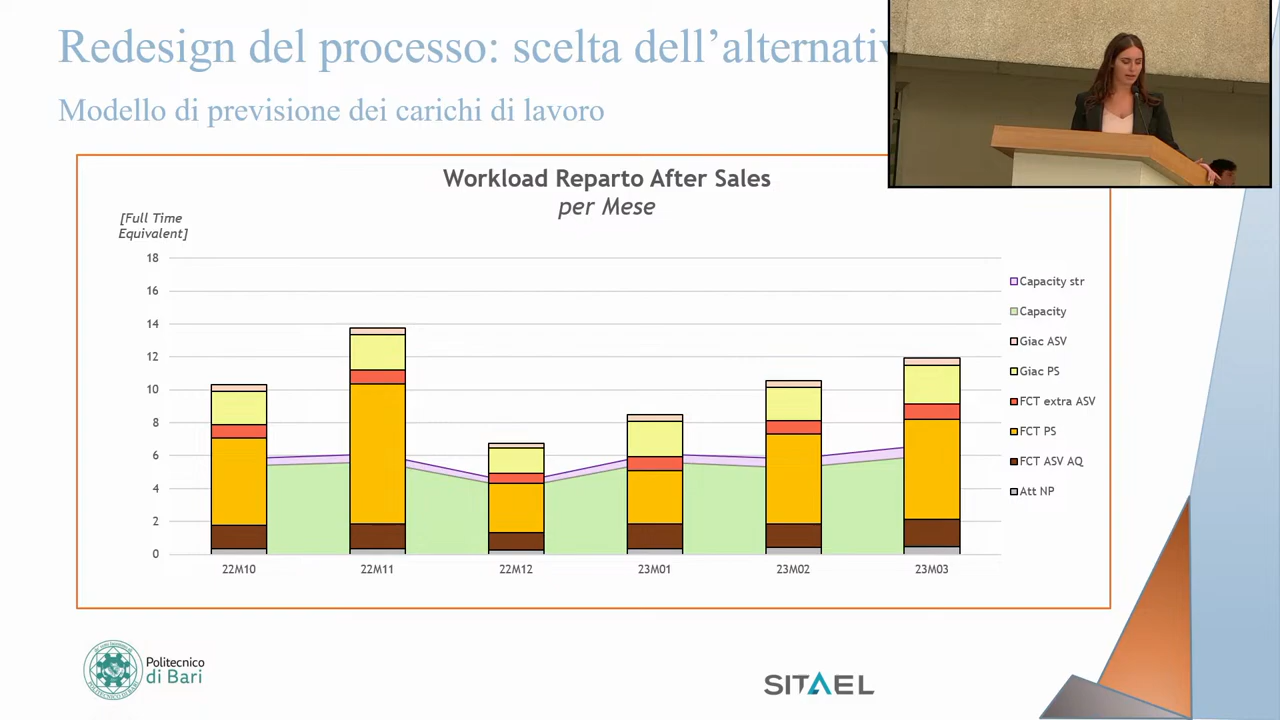 Redesign del processo: scelta dell'alternativ
Modello di previsione dei carichi di lavoro
Workload Reparto After Sales
per Mese
[Full Time
Equivalent]
18
16
14
12
10
8
6
4
2
0
22M10
22M11
22M12
23M01
23M02
23M03
Capacity str
Capacity
Giac ASV
Giac PS
FCT extra ASV
FCT PS
FCT ASV AQ
Att NP
Politecnico
di Bari
SITAEL